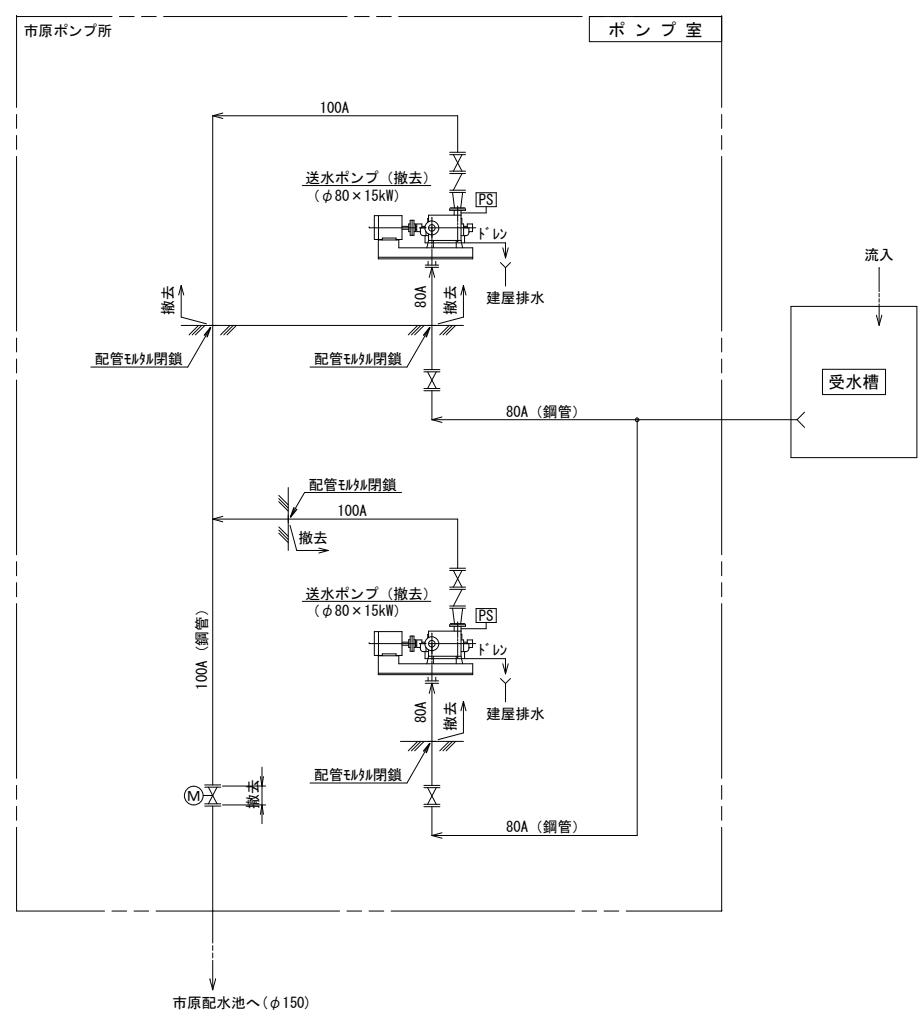 市原ポンプ所
ポンプ室
100A
送水ポンプ（撤去）
（φ80×15kW）
PS
ドレン
建屋排水
撤去
80A
撤去
流入
配管モルタル閉鎖
配管モルタル閉鎖
受水槽
80A（鋼管）
配管モルタル閉鎖
100A
撤去
送水ポンプ（撤去）
（φ80×15kW）
PS
ドレン
建屋排水
100A（鋼管）
80A
撤去
配管モルタル閉鎖
M
撤去
80A（鋼管）
市原配水池へ（φ150）